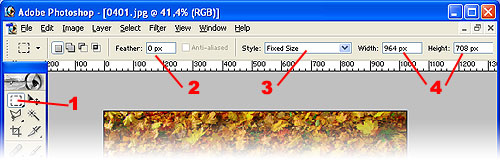 Adobe Photoshop - [0401.jpg @ 41,4% (RGB)]
File Edit Image Layer Select Filter View Window Help
Feather: 0 px Anti-aliased Style: Fixed Size Width: 964 px Height: 708 px
200 100 0 100 200 300 400 500 600 700 800 900 1000 1100 1200 130
1 2 3 4